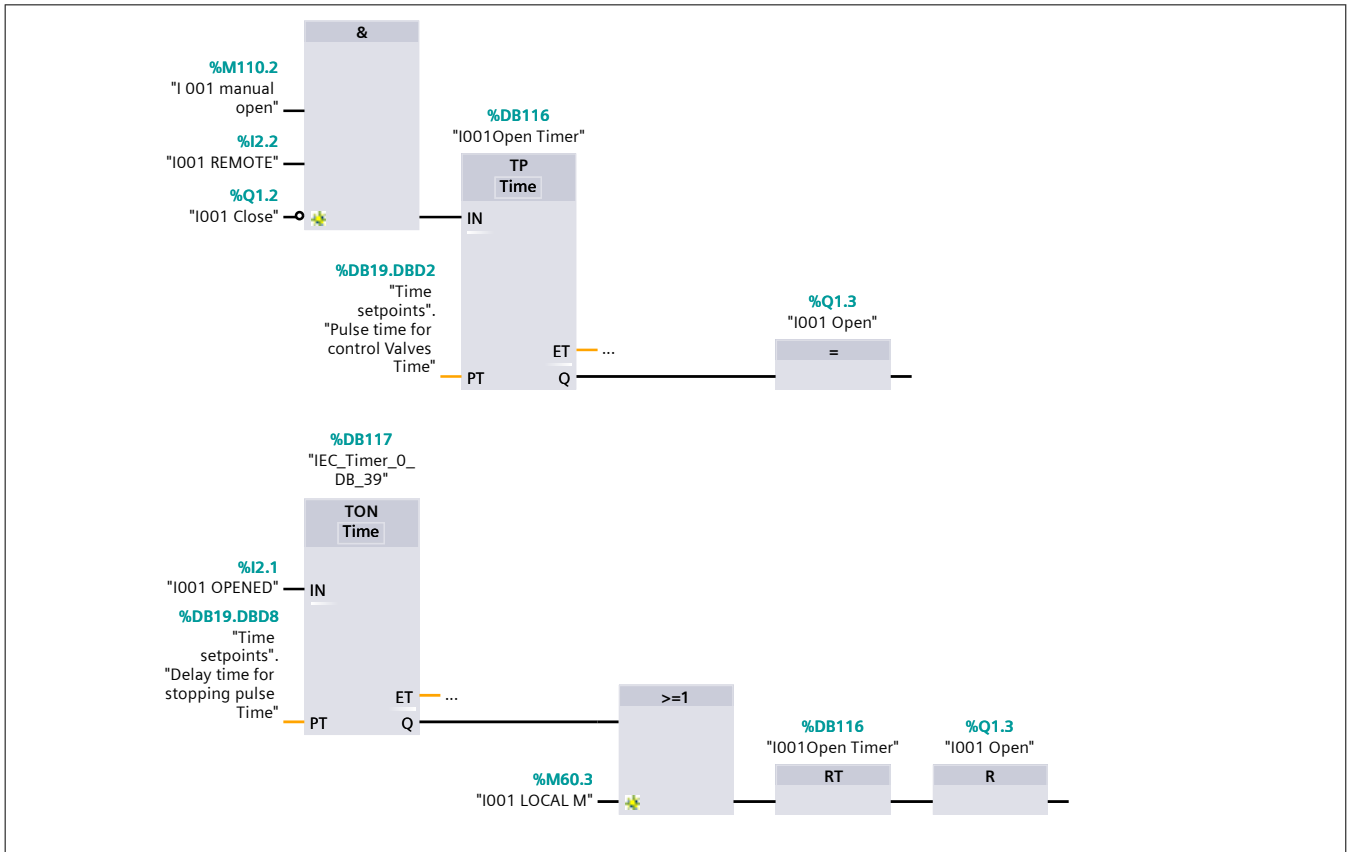 &
%M110.2
"I 001 manual
open"
%I2.2
"I001 REMOTE"
%Q1.2
"I001 Close"
%DB116
"I001Open Timer"
TP
Time
IN
%DB19.DBD2
"Time
setpoints".
"Pulse time for
control Valves
Time"
PT
ET
...
Q
%Q1.3
"I001 Open"
=
%DB117
"IEC_Timer_0_
DB_39"
TON
Time
%I2.1
"I001 OPENED"
IN
%DB19.DBD8
"Time
setpoints".
"Delay time for
stopping pulse
Time"
PT
ET
...
Q
>=1
%M60.3
"I001 LOCAL M"
%DB116
"I001Open Timer"
RT
%Q1.3
"I001 Open"
R